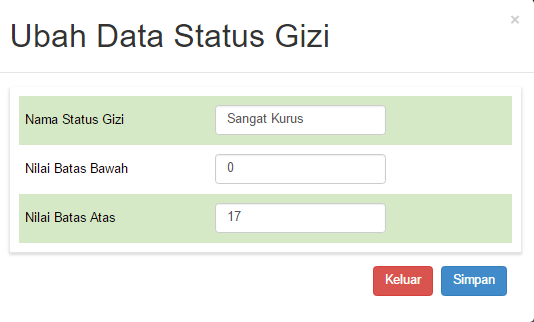 Ubah Data Status Gizi
×
Nama Status Gizi Sangat Kurus
Nilai Batas Bawah 0
Nilai Batas Atas 17
Keluar Simpan